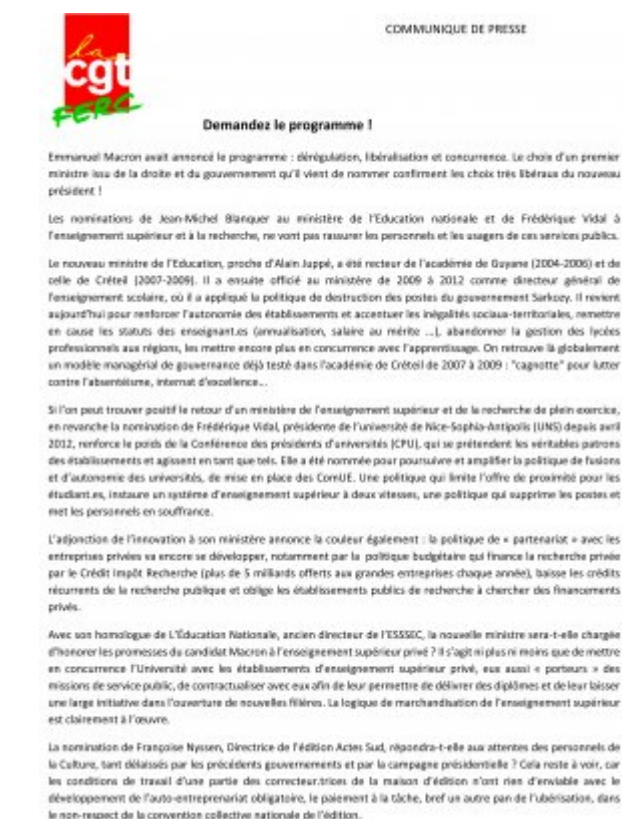 COMMUNIQUE DE PRESSE
la
cgt
FERC
Demandez le programme !
Emmanuel Macron avait annoncé le programme : dérégulation, libéralisation et concurrence. Le choix d'un premier
ministre issu de la droite et du gouvernement qu'il vient de nommer confirment les choix très libéraux du nouveau
président !
Les nominations de Jean-Michel Blanquer au ministère de l'Education nationale et de Frédérique Vidal à
l'enseignement supérieur et à la recherche, ne vont pas rassurer les personnels et les usagers de ces services publics.
Le nouveau ministre de l'Education, proche d'Alain Juppé, a été recteur de l'académie de Guyane (2004-2006) et de
celle de Créteil (2007-2009). Il a ensuite officié au ministère de 2009 à 2012 comme directeur général de
l'enseignement scolaire, où il a appliqué la politique de destruction des postes du gouvernement Sarkozy. Il revient
aujourd'hui pour renforcer l'autonomie des établissements et accentuer les inégalités sociaux-territoriales, remettre
en cause les statuts des enseignant.es (annualisation, salaire au mérite ...), abandonner la gestion des lycées
professionnels aux régions, les mettre encore plus en concurrence avec l'apprentissage. On retrouve là globalement
un modèle managérial de gouvernance déjà testé dans l'académie de Créteil de 2007 à 2009 : "cagnotte" pour lutter
contre l'absentéisme, internat d'excellence...
Si l'on peut trouver positif le retour d'un ministère de l'enseignement supérieur et de la recherche de plein exercice,
en revanche la nomination de Frédérique Vidal, présidente de l'université de Nice-Sophia-Antipolis (UNS) depuis avril
2012, renforce le poids de la Conférence des présidents d'universités (CPU), qui se prétendent les véritables patrons
des établissements et agissent en tant que tels. Elle a été nommée pour poursuivre et amplifier la politique de fusions
et d'autonomie des universités, de mise en place des ComUE. Une politique qui limite l'offre de proximité pour les
étudiant.es, instaure un système d'enseignement supérieur à deux vitesses, une politique qui supprime les postes et
met les personnels en souffrance.
L'adjonction de l'innovation à son ministère annonce la couleur également : la politique de « partenariat » avec les
entreprises privées va encore se développer, notamment par la politique budgétaire qui finance la recherche privée
par le Crédit Impôt Recherche (plus de 5 milliards offerts aux grandes entreprises chaque année), baisse les crédits
récurrents de la recherche publique et oblige les établissements publics de recherche à chercher des financements
privés.
Avec son homologue de L'Éducation Nationale, ancien directeur de l'ESSSEC, la nouvelle ministre sera-t-elle chargée
d'honorer les promesses du candidat Macron à l'enseignement supérieur privé ? Il s'agit ni plus ni moins que de mettre
en concurrence l'Université avec les établissements d'enseignement supérieur privé, eux aussi « porteurs » des
missions de service public, de contractualiser avec eux afin de leur permettre de délivrer des diplômes et de leur laisser
une large initiative dans l'ouverture de nouvelles filières. La logique de marchandisation de l'enseignement supérieur
est clairement à l'œuvre.
La nomination de Françoise Nyssen, Directrice de l'édition Actes Sud, répondra-t-elle aux attentes des personnels de
la Culture, tant délaissés par les précédents gouvernements et par la campagne présidentielle ? Cela reste à voir, car
les conditions de travail d'une partie des correcteur.trices de la maison d'édition n'ont rien d'enviable avec le
développement de l'auto-entreprenariat obligatoire, le paiement à la tâche, bref un autre pan de l'ubérisation, dans
le non-respect de la convention collective nationale de l'édition.